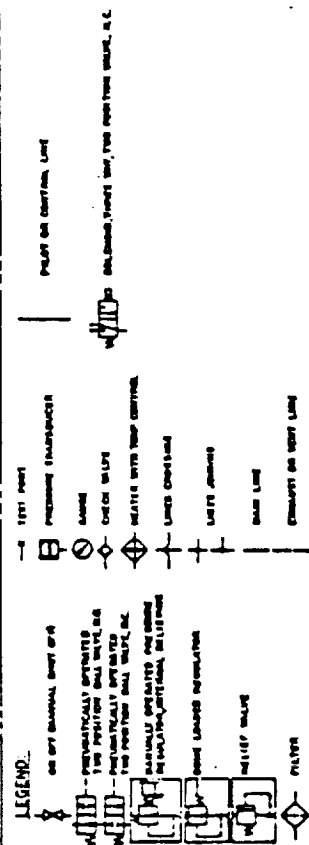 LEGEND:
MANUAL SHUT OFF
PNEUMATICALLY OPERATED
TWO POSITION BALL VALVE, N.O.
PNEUMATICALLY OPERATED
TWO POSITION BALL VALVE, N.C.
MANUALLY OPERATED PRESSURE
REGULATOR, INTERNAL RELIEVING
DOME LOADED REGULATOR
RELIEF VALVE
FILTER
TEST PORT
PRESSURE TRANSDUCER
GAUGE
CHECK VALVE
HEATER WITH TEMP CONTROL
LINES CROSSING
LINES JOINING
MAIN LINE
EXHAUST OR VENT LINE
PILOT OR CONTROL LINE
SOLENOID, THREE WAY, TWO POSITION VALVE, N.C.